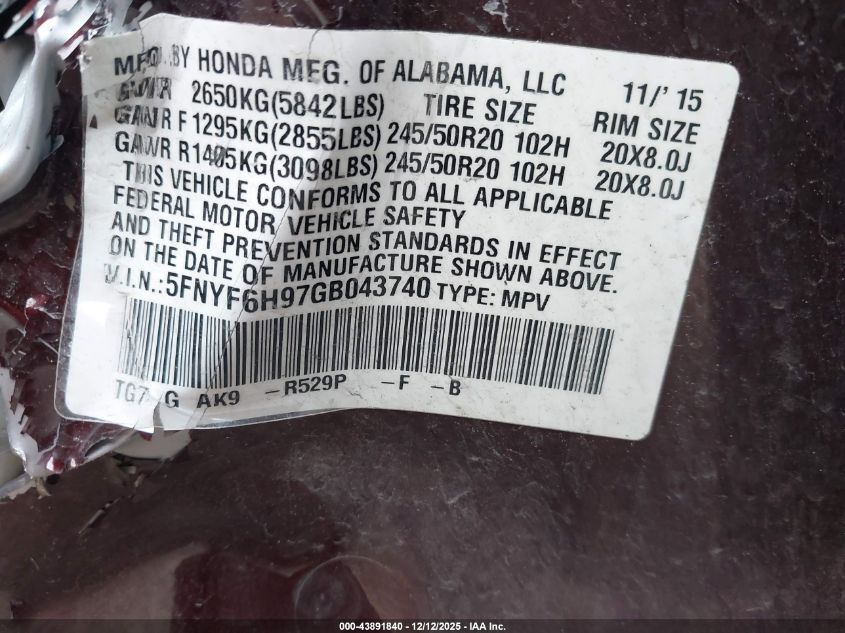 MFD. BY HONDA MFG. OF ALABAMA, LLC 11/' 15
GVWR 2650KG(5842LBS) TIRE SIZE RIM SIZE
GAWR F1295KG(2855LBS) 245/50R20 102H 20X8.0J
GAWR R1405KG(3098LBS) 245/50R20 102H 20X8.0J
THIS VEHICLE CONFORMS TO ALL APPLICABLE
FEDERAL MOTOR VEHICLE SAFETY
AND THEFT PREVENTION STANDARDS IN EFFECT
ON THE DATE OF MANUFACTURE SHOWN ABOVE.
V.I.N.:5FNYF6H97GB043740 TYPE: MPV
TG7 G AK9 -R529P -F -B
000-43891840 - 12/12/2025 - IAA Inc.